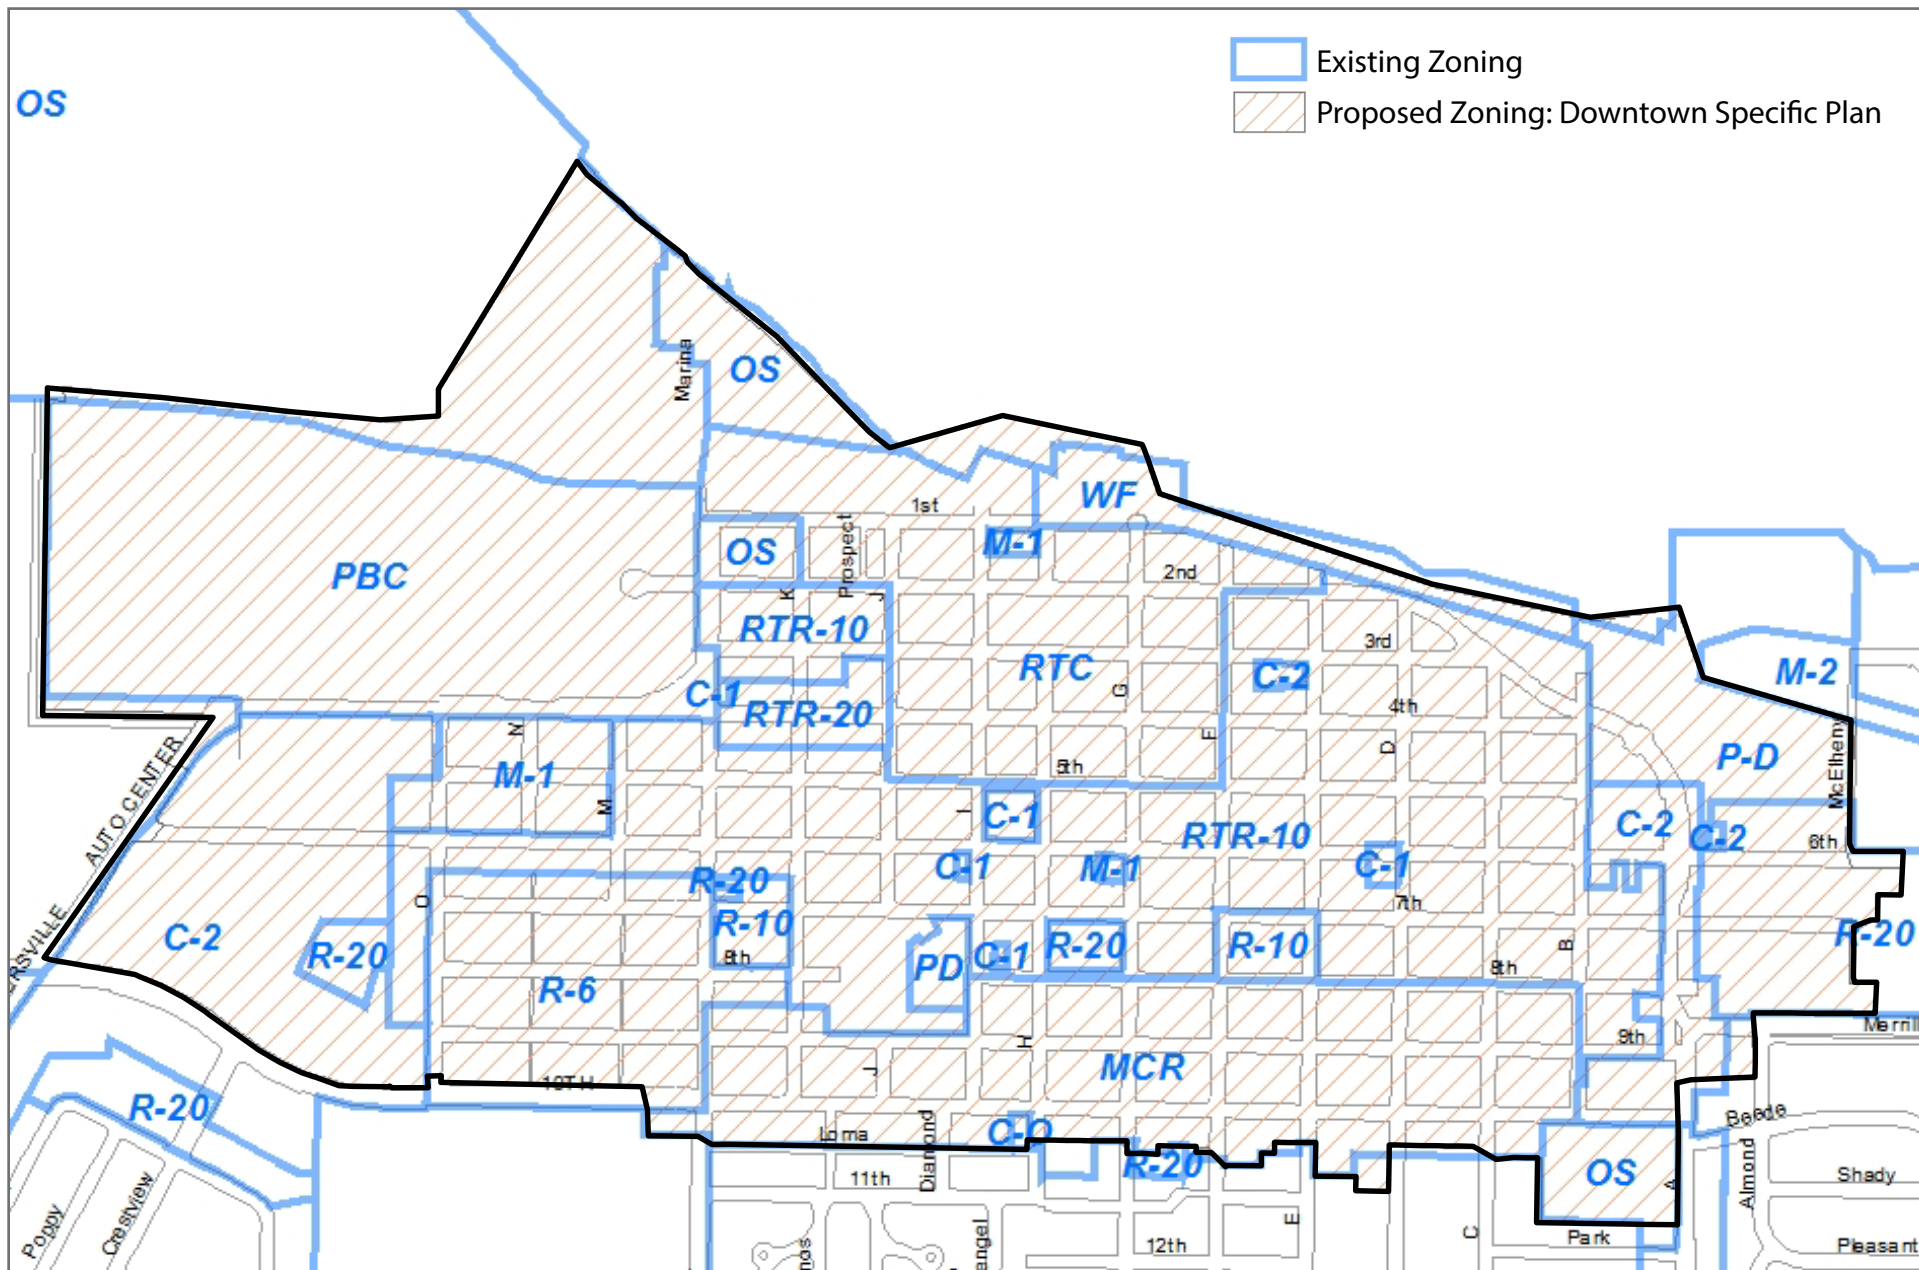 Existing Zoning
Proposed Zoning: Downtown Specific Plan
OS
Marina
OS
1st
WF
M-1
OS
Prospect
2nd
PBC
K
J
RTR-10
3rd
RTC
C-2
M-2
C-1
G
RTR-20
4th
N
F
D
P-D
5th
M-1
McElheny
M
AUTO CENTER
I
C-1
C-2
RTR-10
C-2
6th
C-1
M-1
C-1
R-20
O
7th
R-10
C-2
R-20
PD
C-1
R-20
R-10
B
R-20
8th
8th
R-6
ERSVILLE
Merrill
9th
H
MCR
J
10TH
R-20
Beede
C-O
Loma
Diamond
R-20
OS
A
Almond
Shady
11th
Poppy
Crestview
E
C
12th
Park
Pleasant
nos
engel